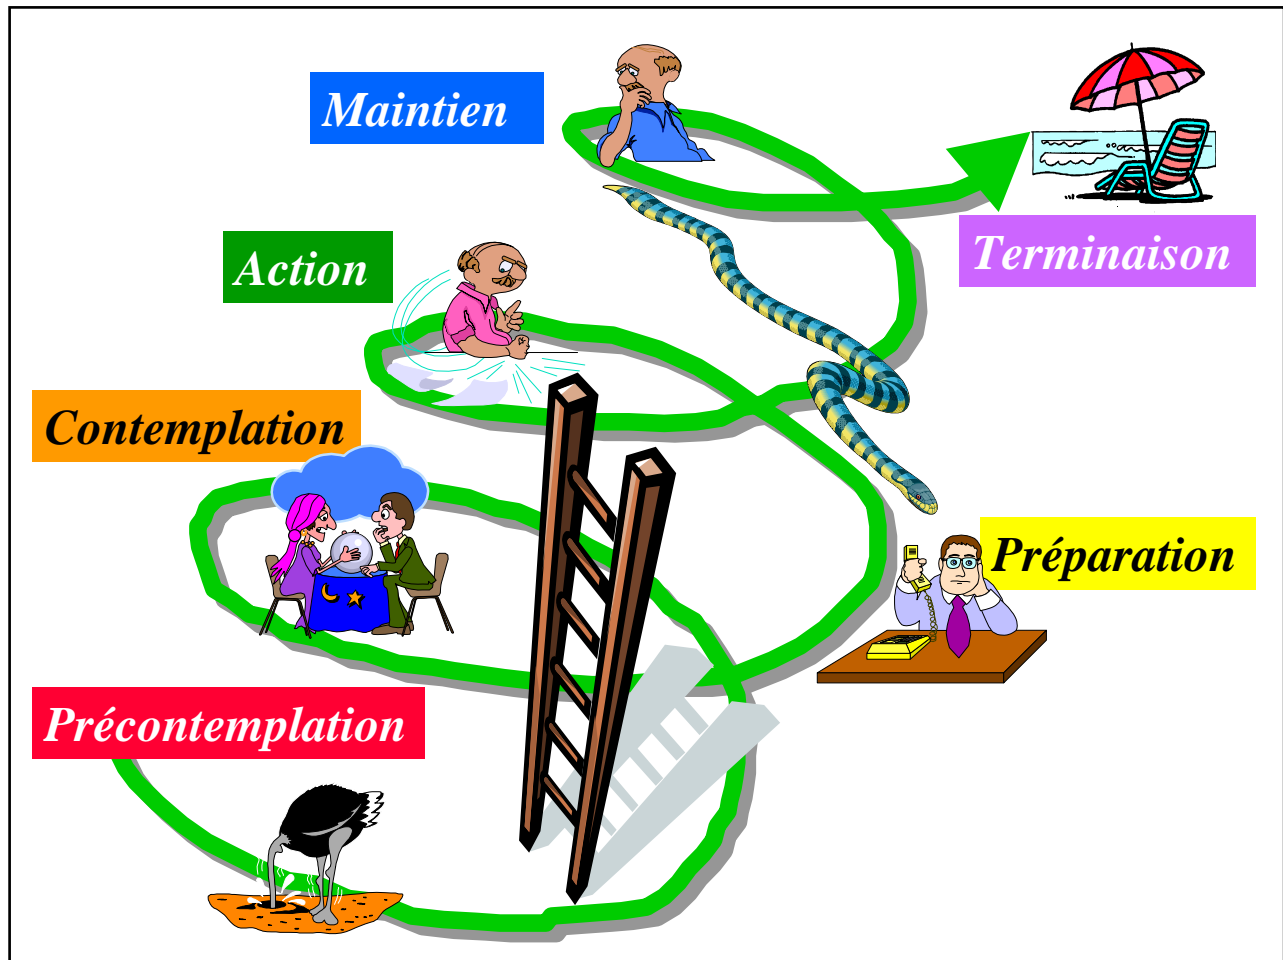 Maintien
Terminaison
Action
Contemplation
Préparation
Précontemplation